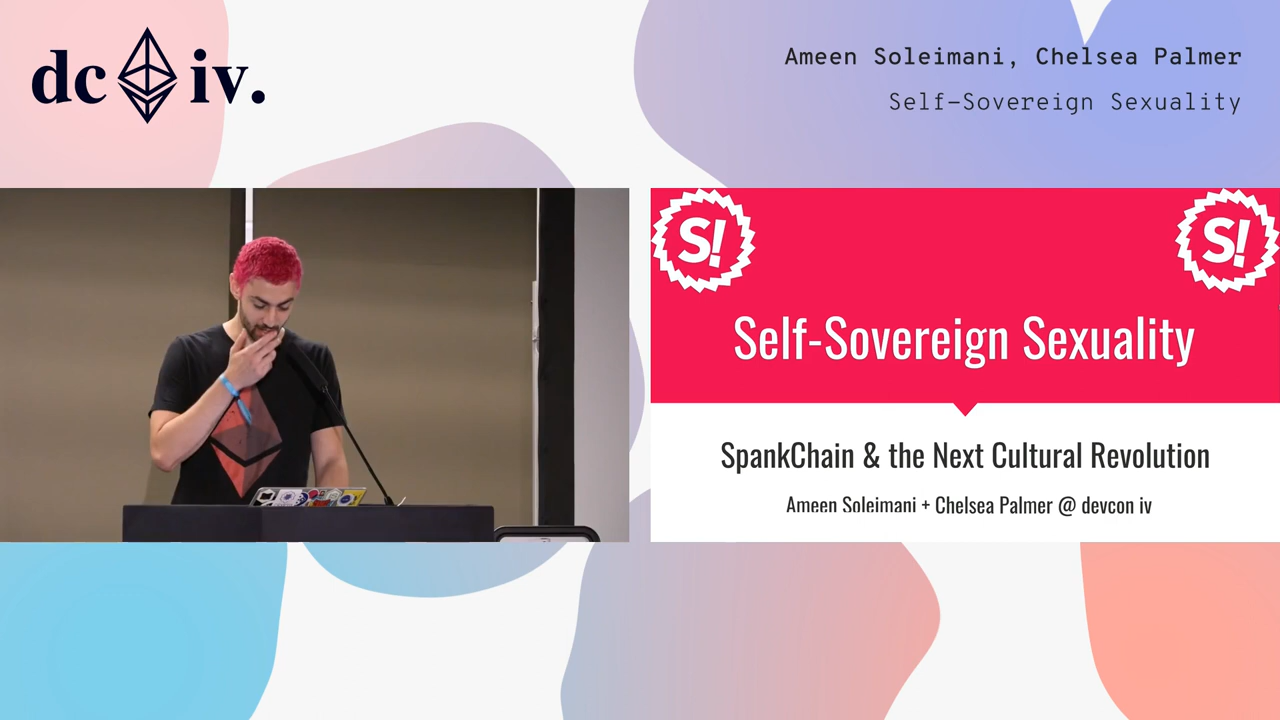 dc iv.
Ameen Soleimani, Chelsea Palmer
Self-Sovereign Sexuality
S!
S!
Self-Sovereign Sexuality
SpankChain & the Next Cultural Revolution
Ameen Soleimani + Chelsea Palmer @ devcon iv